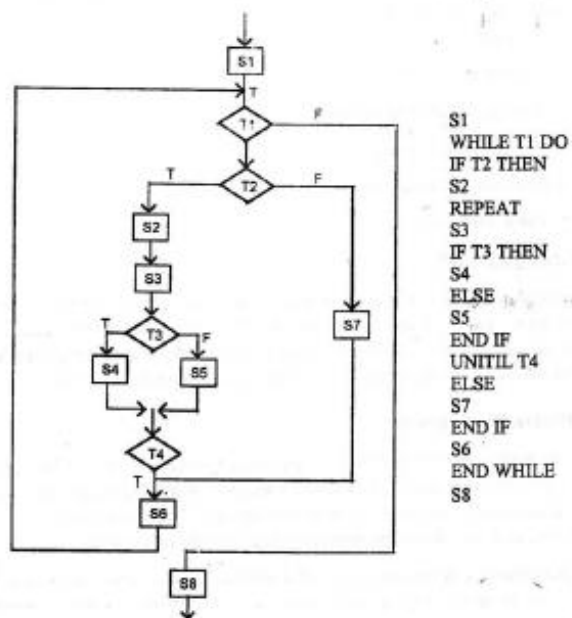 S1
T
T1
F
T
T2
F
S2
S3
T
T3
F
S4
S5
S7
T4
T
S6
S8
S1
WHILE T1 DO
IF T2 THEN
S2
REPEAT
S3
IF T3 THEN
S4
ELSE
S5
END IF
UNITIL T4
ELSE
S7
END IF
S6
END WHILE
S8